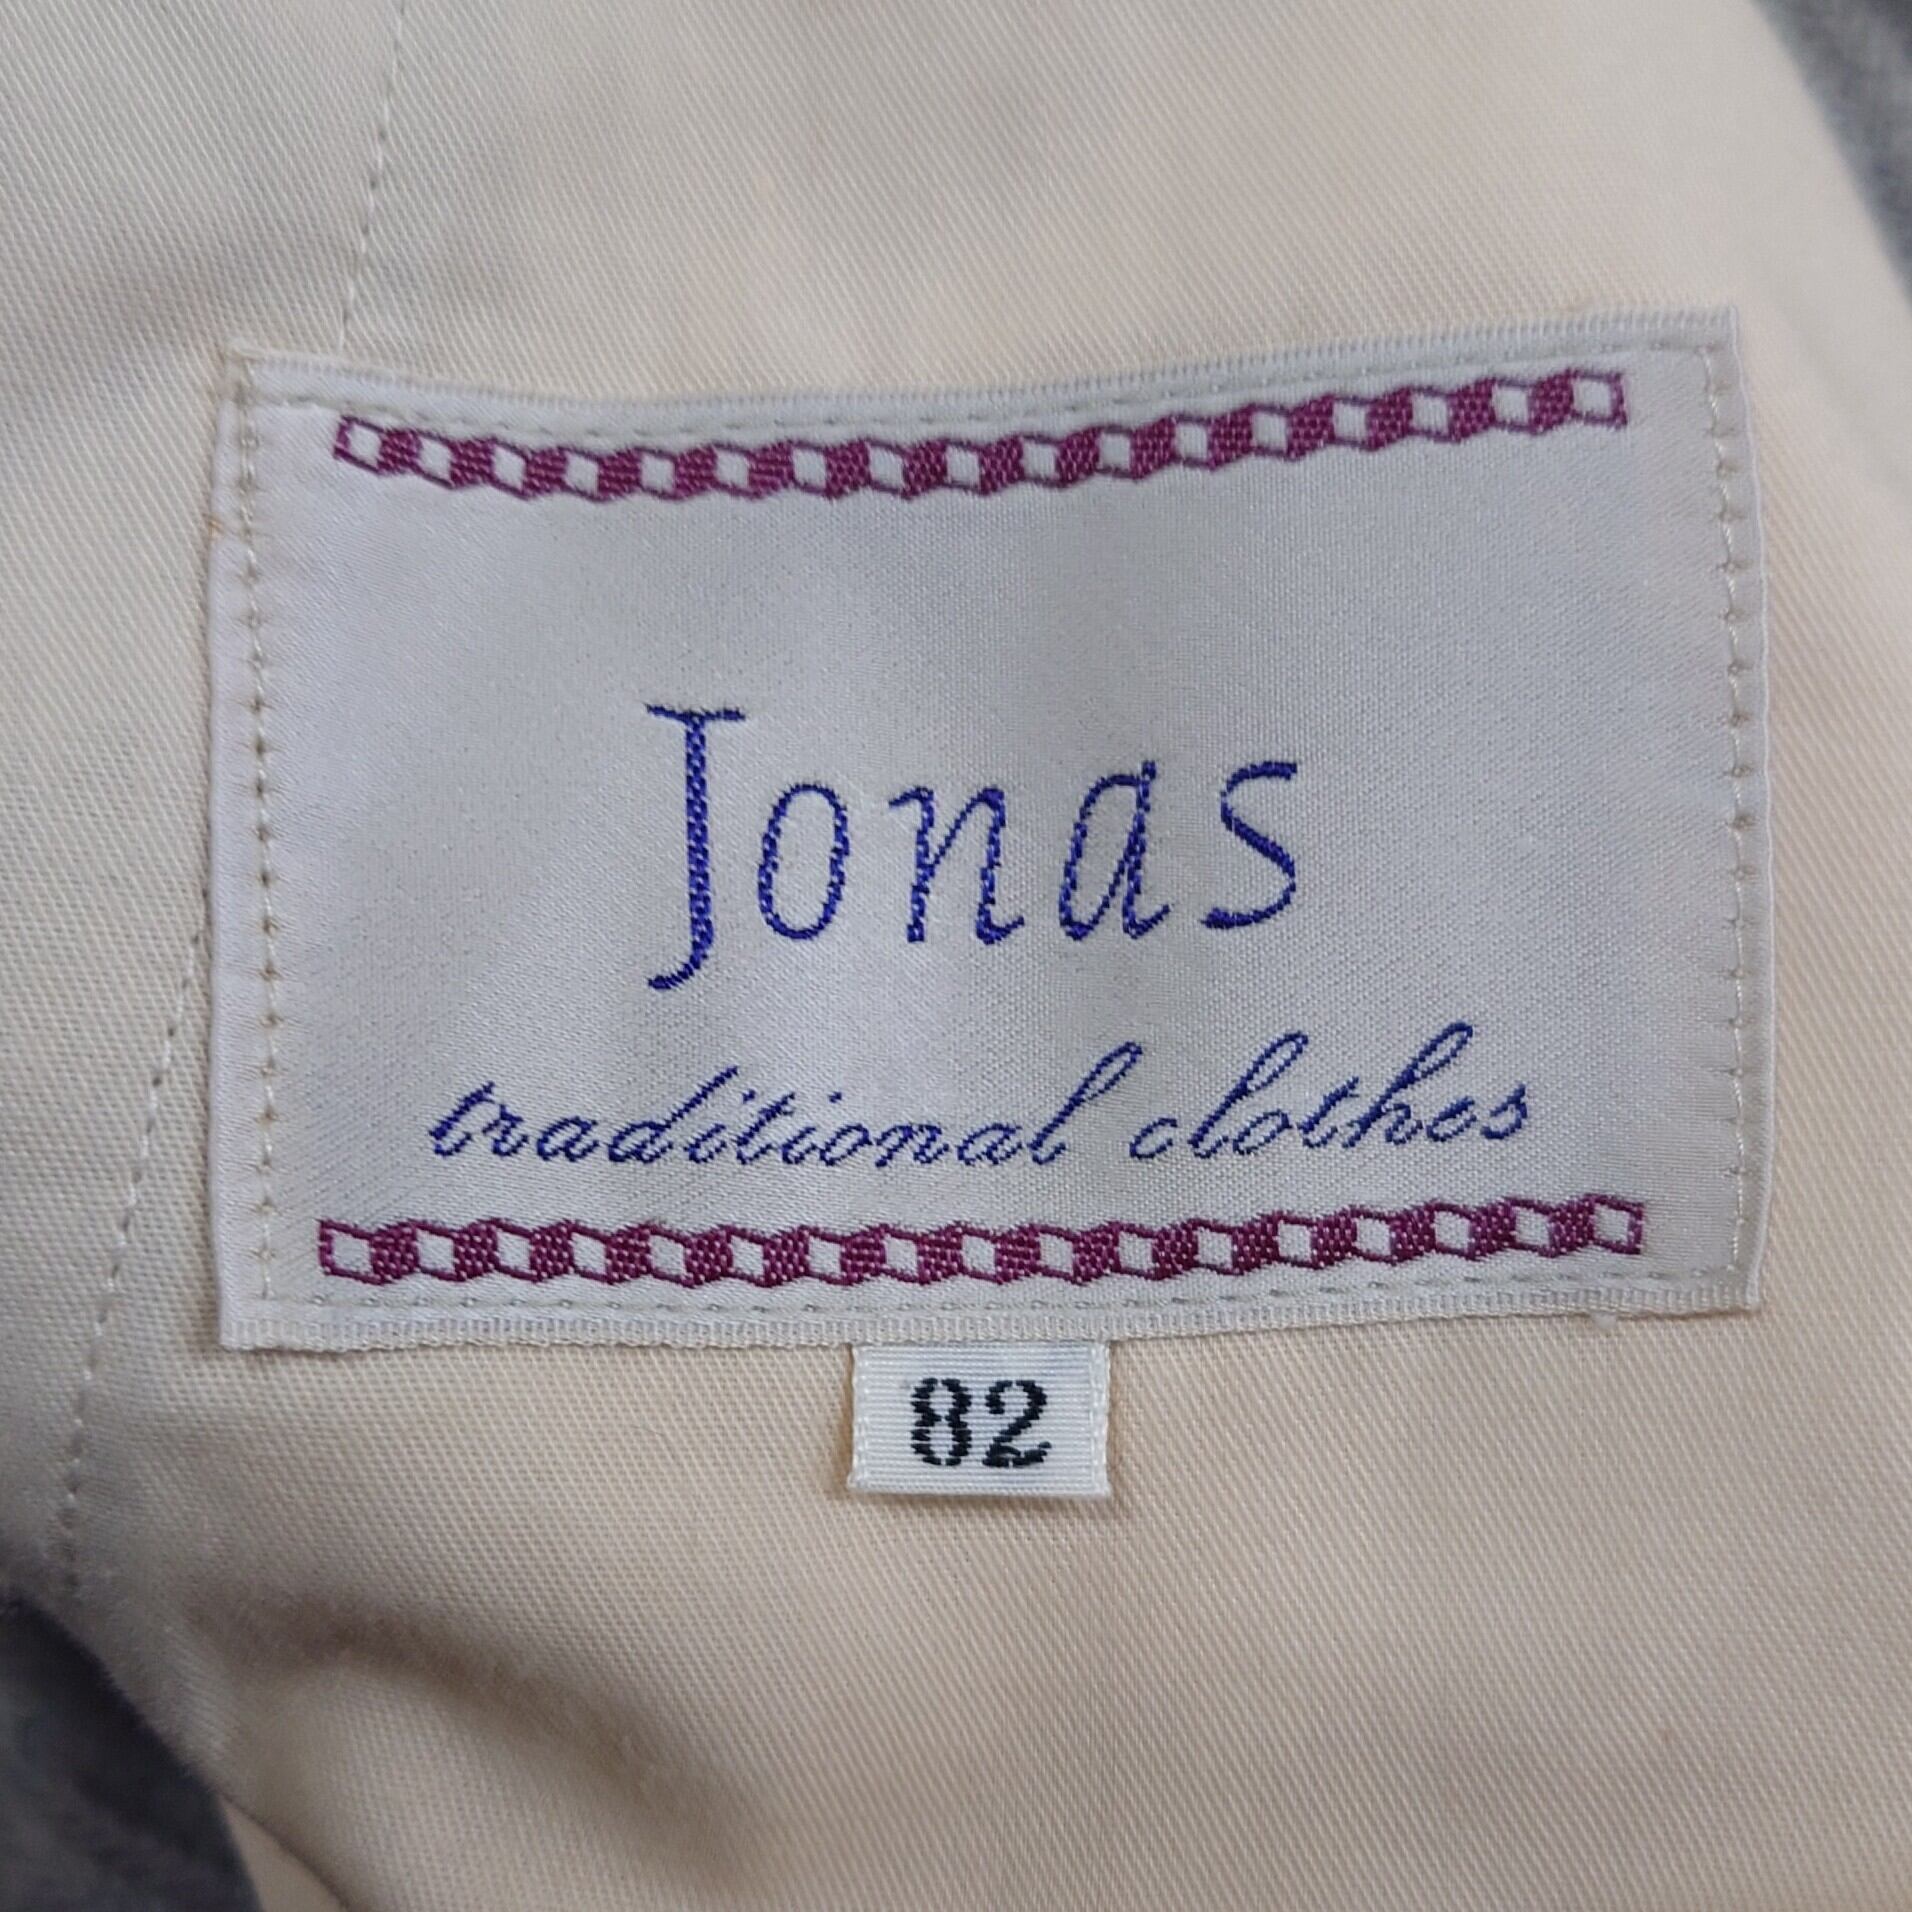 Jonas
traditional clothes
82